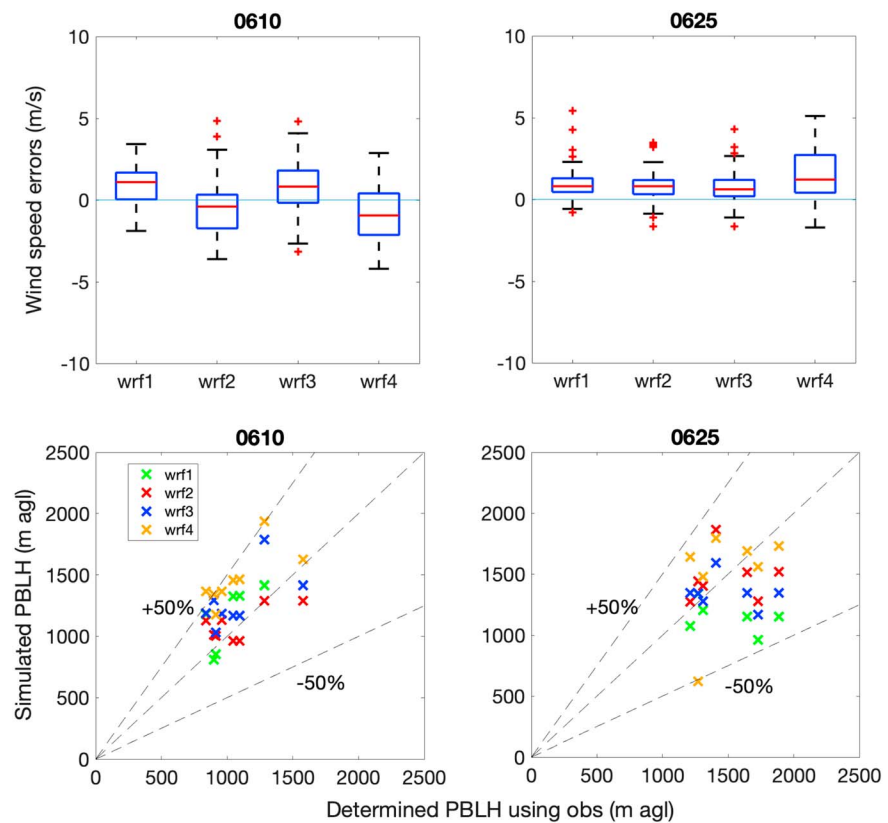 0610
0625
Wind speed errors (m/s)
10
5
0
-5
-10
wrf1 wrf2 wrf3 wrf4
10
5
0
-5
-10
wrf1 wrf2 wrf3 wrf4
0610
0625
Simulated PBLH (m agl)
2500
2000
1500
1000
500
0
wrf1
wrf2
wrf3
wrf4
+50%
-50%
0 500 1000 1500 2000 2500
2500
2000
1500
1000
500
0
+50%
-50%
0 500 1000 1500 2000 2500
Determined PBLH using obs (m agl)